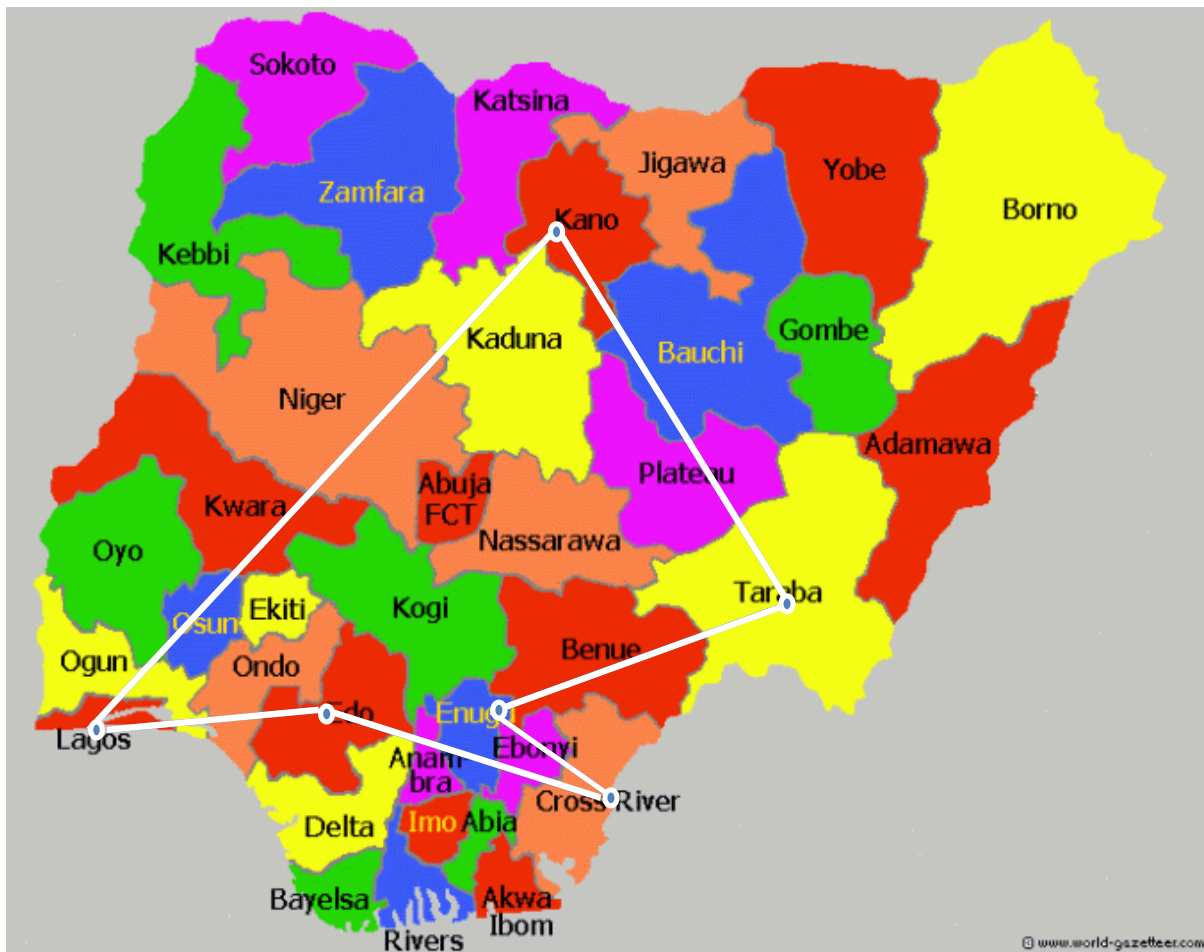 Sokoto
Katsina
Jigawa
Yobe
Zamfara
Kano
Borno
Kebbi
Kaduna
Gombe
Bauchi
Niger
Adamawa
Plateau
Abuja
FCT
Kwara
Nassarawa
Oyo
Taraba
Ekiti
Kogi
Osun
Benue
Ogun
Ondo
Edo
Enugu
Lagos
Ebonyi
Anam
bra
Cross River
Delta
Imo
Abia
Bayelsa
Akwa
Ibom
Rivers
© www.world-gazetteer.com